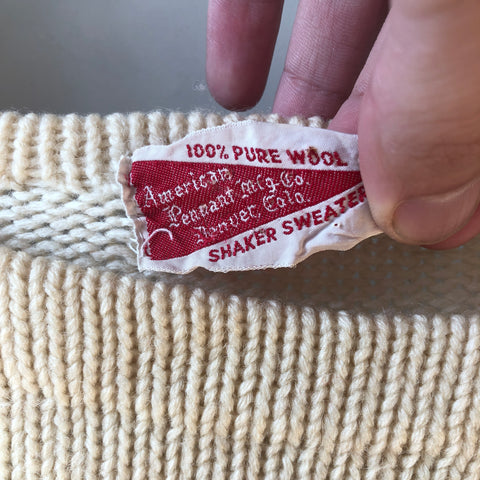 100% PURE WOOL
American
Pennant Mfg. Co.
Denver, Colo.
SHAKER SWEATER